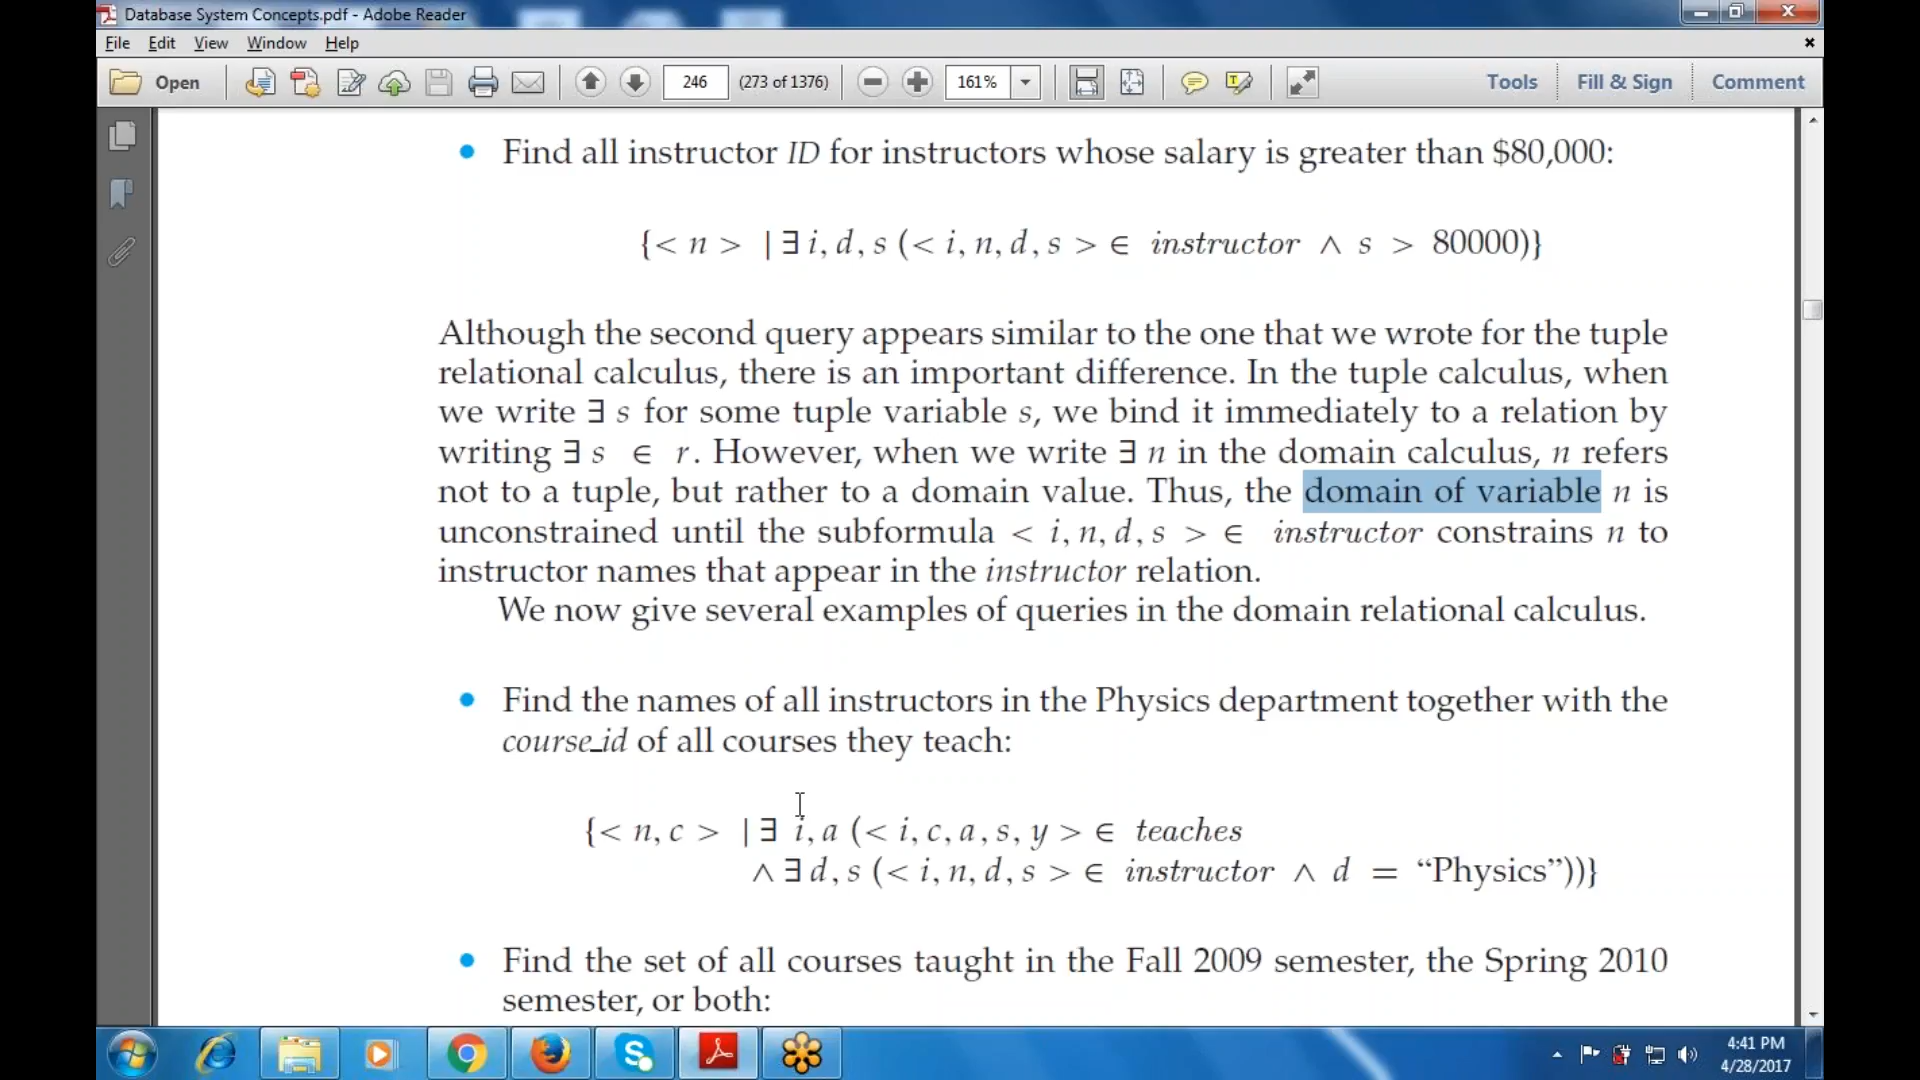 Database System Concepts.pdf - Adobe Reader
File Edit View Window Help
Open 246 (273 of 1376) 161% Tools Fill & Sign Comment
• Find all instructor ID for instructors whose salary is greater than $80,000:
{< n > | ∃ i, d, s (< i, n, d, s > ∈ instructor ∧ s > 80000)}
Although the second query appears similar to the one that we wrote for the tuple
relational calculus, there is an important difference. In the tuple calculus, when
we write ∃ s for some tuple variable s, we bind it immediately to a relation by
writing ∃ s ∈ r. However, when we write ∃ n in the domain calculus, n refers
not to a tuple, but rather to a domain value. Thus, the domain of variable n is
unconstrained until the subformula < i, n, d, s > ∈ instructor constrains n to
instructor names that appear in the instructor relation.
We now give several examples of queries in the domain relational calculus.
• Find the names of all instructors in the Physics department together with the
course_id of all courses they teach:
{< n, c > | ∃ i, a (< i, c, a, s, y > ∈ teaches
∧ ∃ d, s (< i, n, d, s > ∈ instructor ∧ d = “Physics”))}
• Find the set of all courses taught in the Fall 2009 semester, the Spring 2010
semester, or both:
4:41 PM
4/28/2017